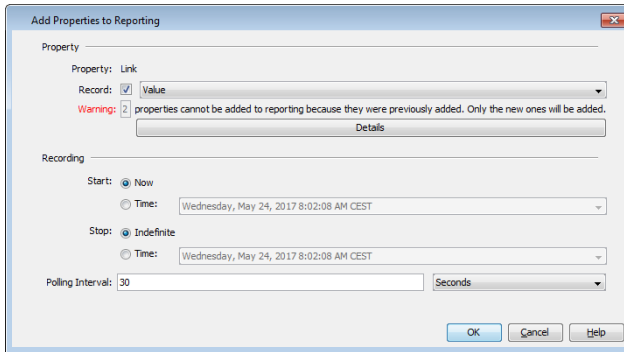 Add Properties to Reporting
Property
Property: Link
Record: Value
Warning: 2 properties cannot be added to reporting because they were previously added. Only the new ones will be added.
Details
Recording
Start: Now
Time: Wednesday, May 24, 2017 8:02:08 AM CEST
Stop: Indefinite
Time: Wednesday, May 24, 2017 8:02:08 AM CEST
Polling Interval: 30 Seconds
OK Cancel Help